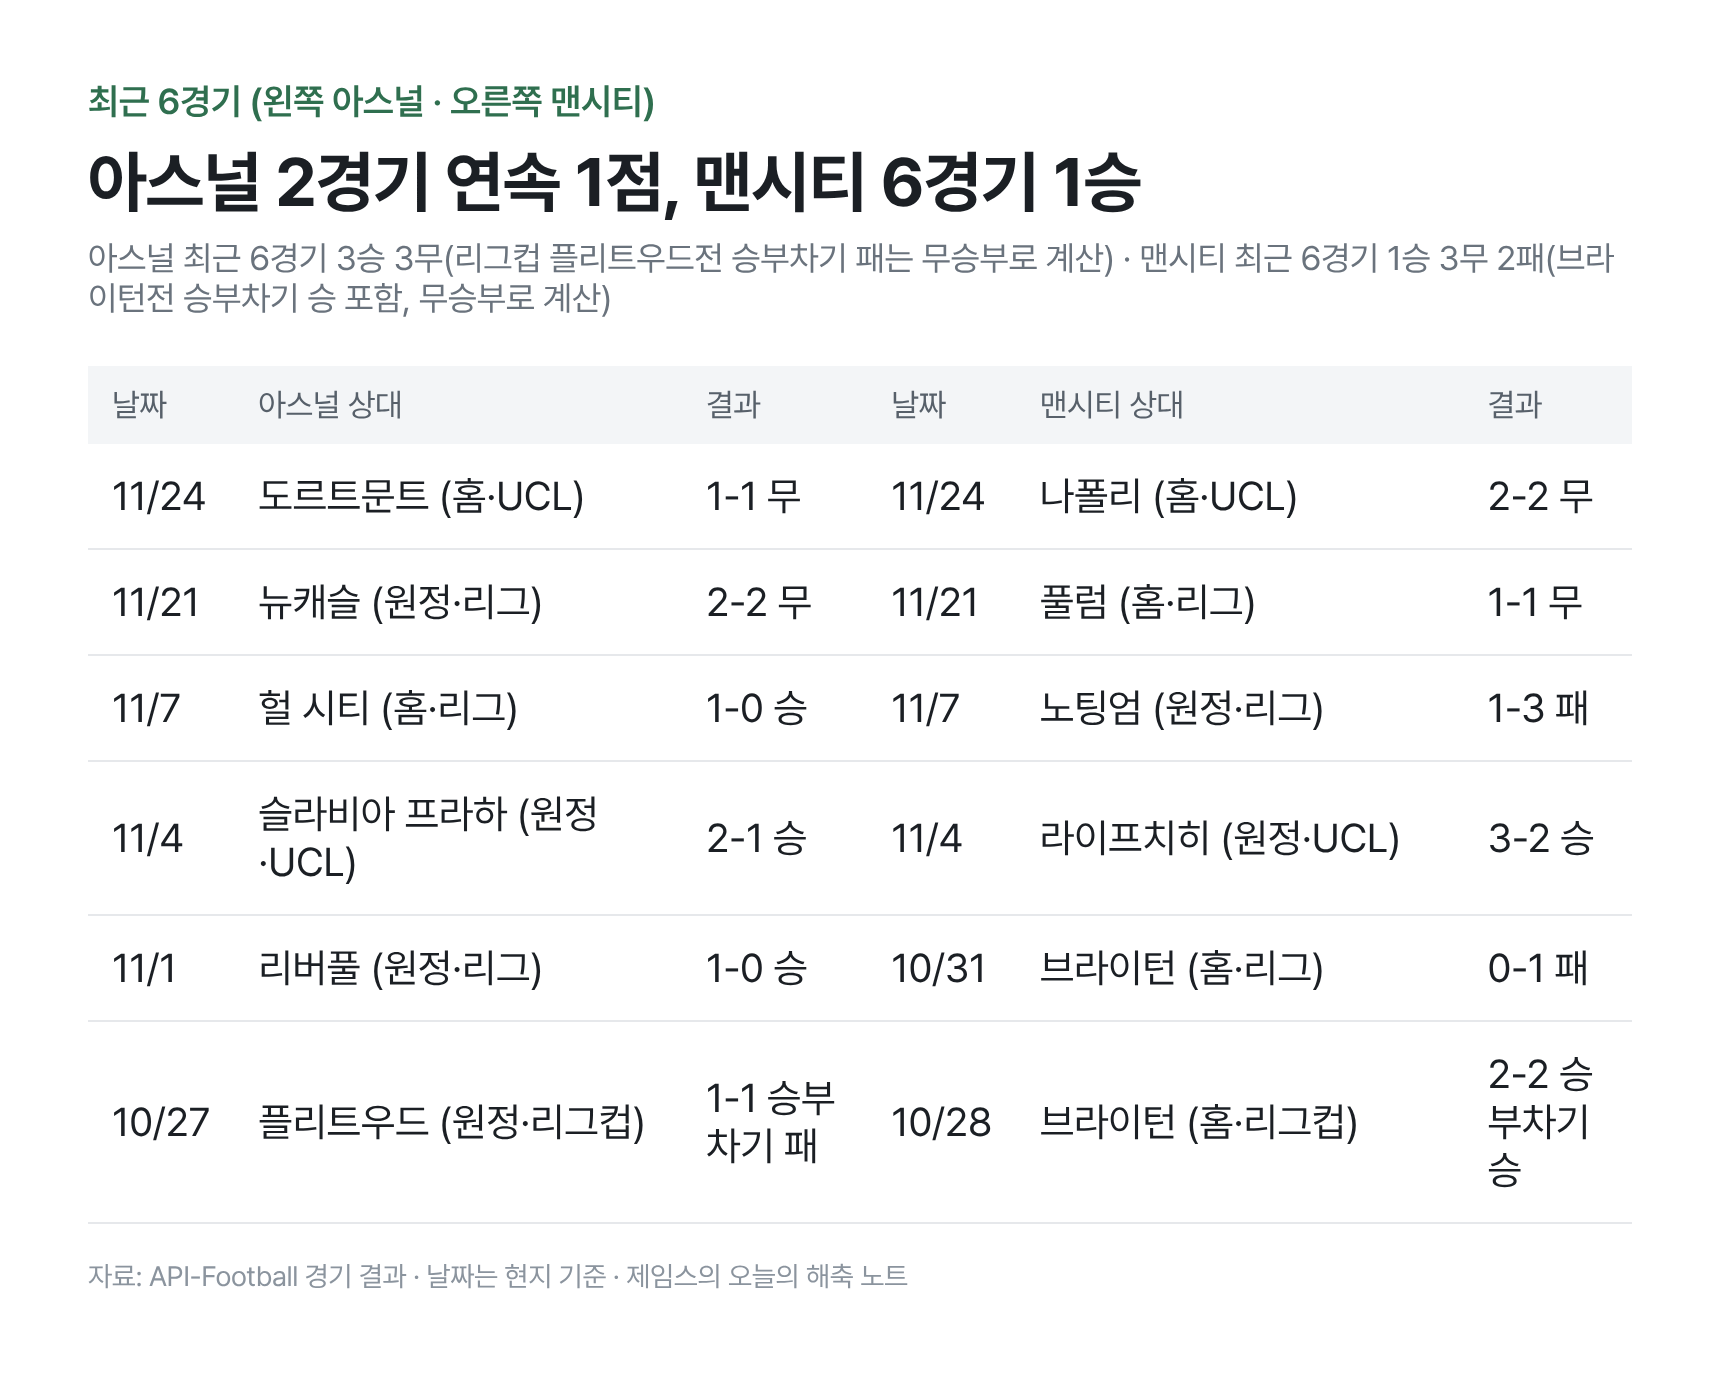 최근 6경기 (왼쪽 아스널 · 오른쪽 맨시티)
아스널 2경기 연속 1점, 맨시티 6경기 1승
아스널 최근 6경기 3승 3무(리그컵 플리트우드전 승부차기 패는 무승부로 계산) · 맨시티 최근 6경기 1승 3무 2패(브라
이턴전 승부차기 승 포함, 무승부로 계산)
날짜 아스널 상대 결과 날짜 맨시티 상대 결과
11/24 도르트문트 (홈·UCL) 1-1 무 11/24 나폴리 (홈·UCL) 2-2 무
11/21 뉴캐슬 (원정·리그) 2-2 무 11/21 풀럼 (홈·리그) 1-1 무
11/7 헐 시티 (홈·리그) 1-0 승 11/7 노팅엄 (원정·리그) 1-3 패
11/4 슬라비아 프라하 (원정
·UCL) 2-1 승 11/4 라이프치히 (원정·UCL) 3-2 승
11/1 리버풀 (원정·리그) 1-0 승 10/31 브라이턴 (홈·리그) 0-1 패
10/27 플리트우드 (원정·리그컵) 1-1 승부
차기 패 10/28 브라이턴 (홈·리그컵) 2-2 승
부차기
승
자료: API-Football 경기 결과 · 날짜는 현지 기준 · 제임스의 오늘의 해축 노트